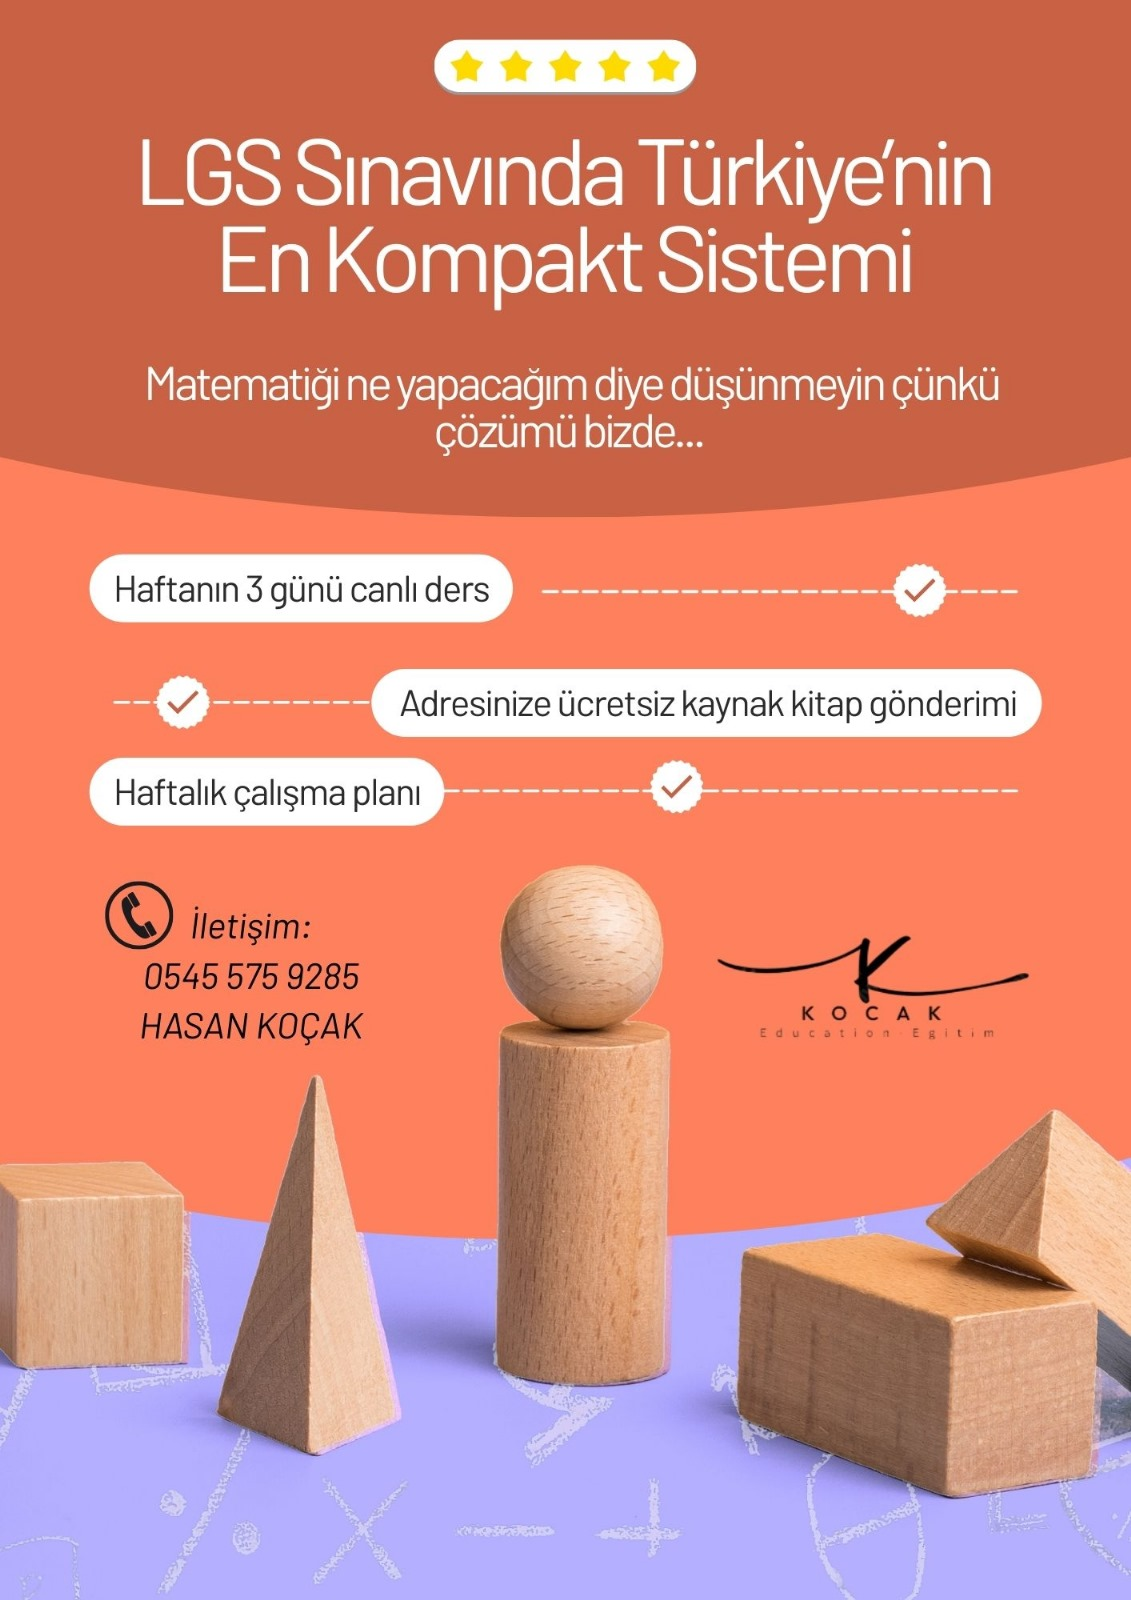 LGS Sınavında Türkiye'nin
En Kompakt Sistemi
Matematiği ne yapacağım diye düşünmeyin çünkü
çözümü bizde...
Haftanın 3 günü canlı ders
Adresinize ücretsiz kaynak kitap gönderimi
Haftalık çalışma planı
İletişim:
0545 575 9285
HASAN KOÇAK
K
KOCAK
Education·Egitim